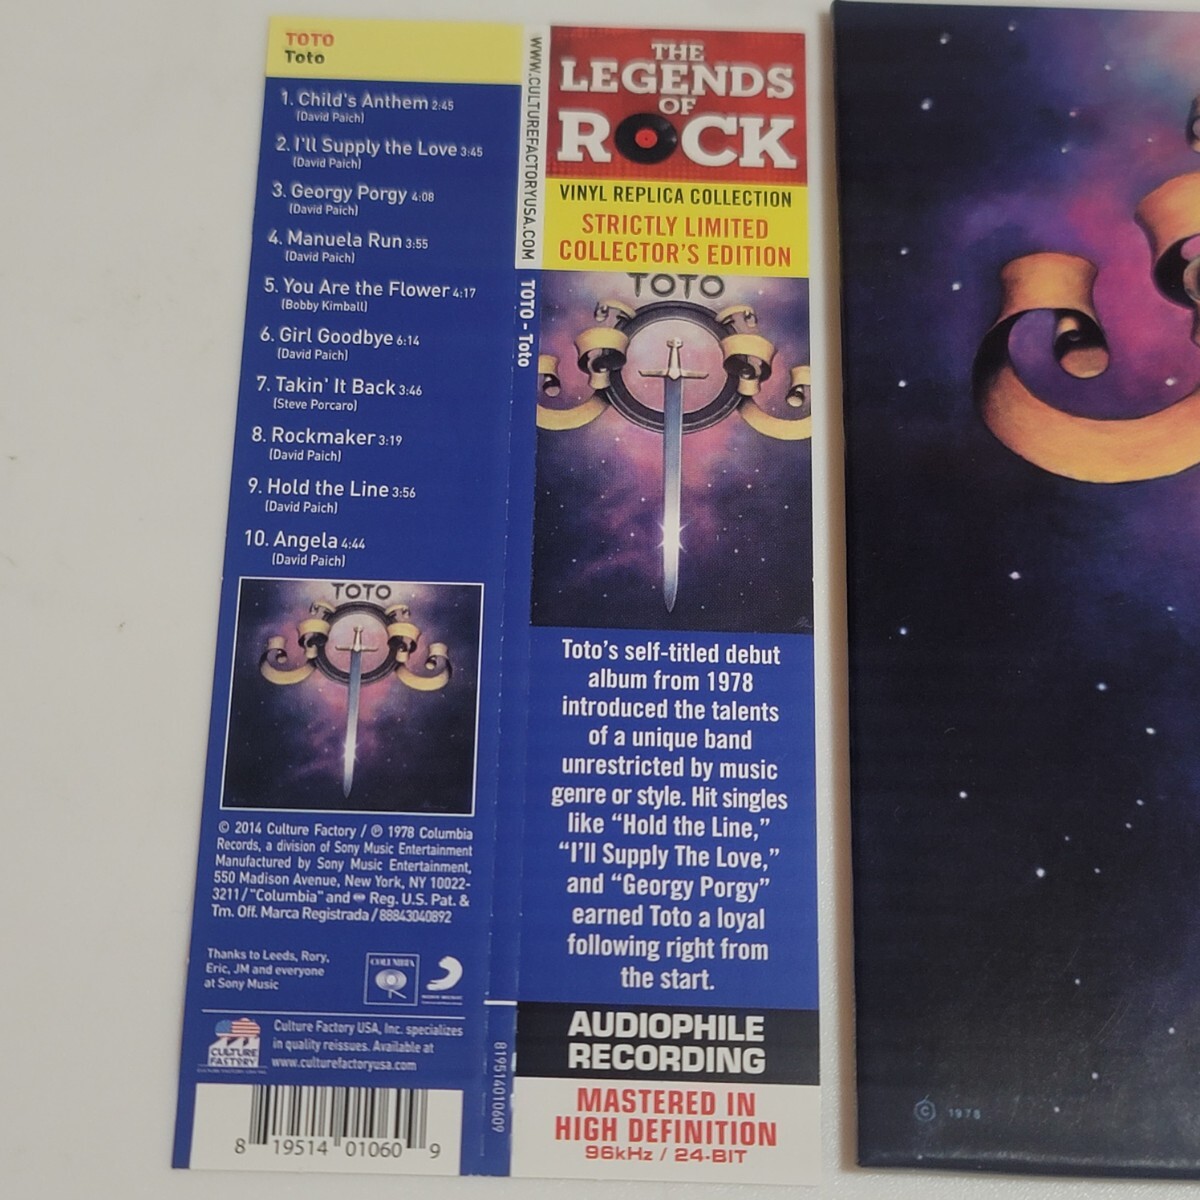 TOTO
Toto
1. Child's Anthem 2:45
(David Paich)
2. I'll Supply the Love 3:45
(David Paich)
3. Georgy Porgy 4:08
(David Paich)
4. Manuela Run 3:55
(David Paich)
5. You Are the Flower 4:17
(Bobby Kimball)
6. Girl Goodbye 6:14
(David Paich)
7. Takin' It Back 3:46
(Steve Porcaro)
8. Rockmaker 3:19
(David Paich)
9. Hold the Line 3:56
(David Paich)
10. Angela 4:44
(David Paich)
TOTO
© 2014 Culture Factory / ℗ 1978 Columbia
Records, a division of Sony Music Entertainment
Manufactured by Sony Music Entertainment,
550 Madison Avenue, New York, NY 10022-
3211/"Columbia" and Reg. U.S. Pat. &
Tm. Off. Marca Registrada / 88843040892
Thanks to Leeds, Rory,
Eric, JM and everyone
at Sony Music
COLUMBIA
CULTURE
FACTORY
Culture Factory USA, Inc. specializes
in quality reissues. Available at
www.culturefactoryusa.com
8 19514 01060 9
WWW.CULTUREFACTORYUSA.COM
TOTO - Toto
819514010609
THE
LEGENDS
OF
ROCK
VINYL REPLICA COLLECTION
STRICTLY LIMITED
COLLECTOR'S EDITION
TOTO
Toto's self-titled debut
album from 1978
introduced the talents
of a unique band
unrestricted by music
genre or style. Hit singles
like “Hold the Line,”
“I'll Supply The Love,”
and “Georgy Porgy”
earned Toto a loyal
following right from
the start.
AUDIOPHILE
RECORDING
MASTERED IN
HIGH DEFINITION
96kHz / 24-BIT
© 1978